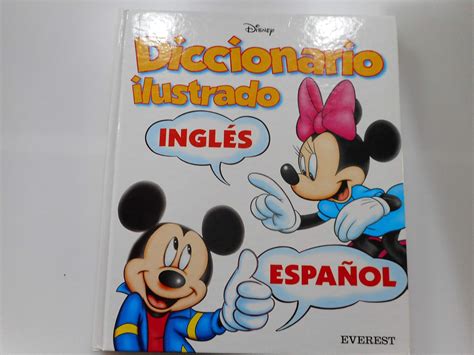 Disney
Diccionario
ilustrado
INGLÉS
ESPAÑOL
EVEREST